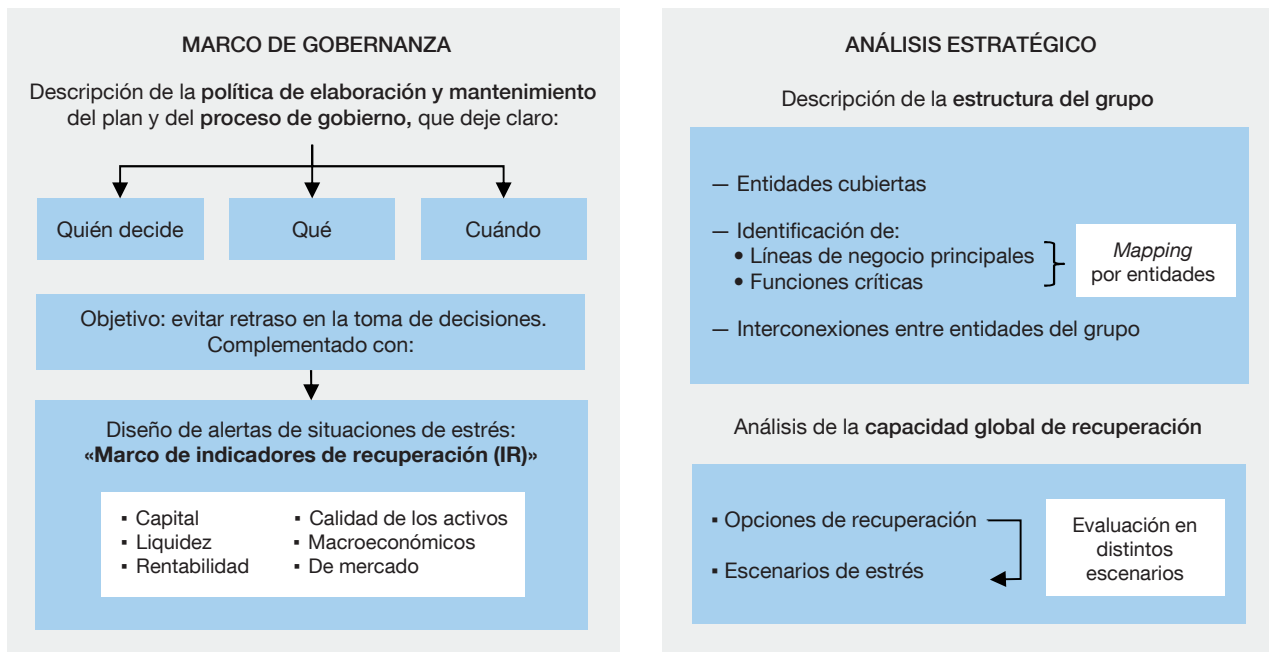 MARCO DE GOBERNANZA
Descripción de la política de elaboración y mantenimiento
del plan y del proceso de gobierno, que deje claro:
Quién decide
Qué
Cuándo
Objetivo: evitar retraso en la toma de decisiones.
Complementado con:
Diseño de alertas de situaciones de estrés:
«Marco de indicadores de recuperación (IR)»
▪ Capital
▪ Liquidez
▪ Rentabilidad
▪ Calidad de los activos
▪ Macroeconómicos
▪ De mercado
ANÁLISIS ESTRATÉGICO
Descripción de la estructura del grupo
— Entidades cubiertas
— Identificación de:
• Líneas de negocio principales
• Funciones críticas
Mapping
por entidades
— Interconexiones entre entidades del grupo
Análisis de la capacidad global de recuperación
▪ Opciones de recuperación
▪ Escenarios de estrés
Evaluación en
distintos
escenarios